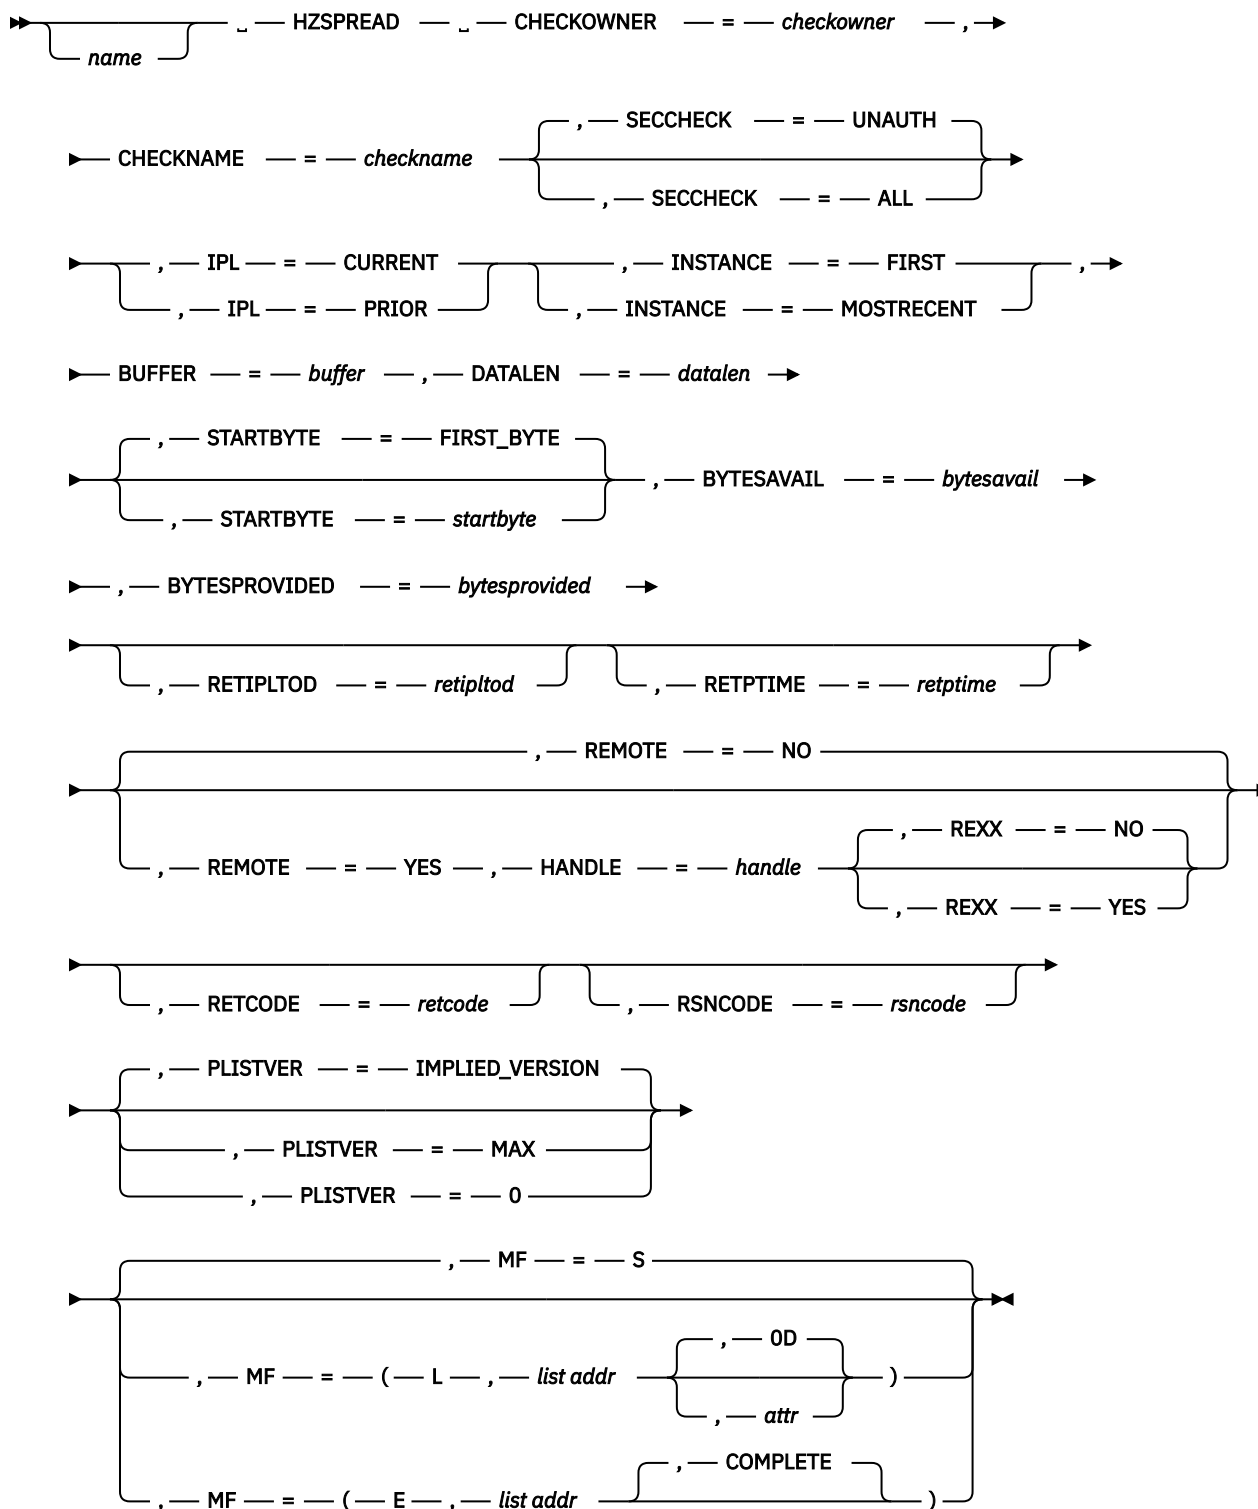 ␣ HZSPREAD ␣ CHECKOWNER = checkowner ,
name
, SECCHECK = UNAUTH
CHECKNAME = checkname
, SECCHECK = ALL
, IPL = CURRENT , INSTANCE = FIRST ,
, IPL = PRIOR , INSTANCE = MOSTRECENT
BUFFER = buffer , DATALEN = datalen
, STARTBYTE = FIRST_BYTE
, BYTESAVAIL = bytesavail
, STARTBYTE = startbyte
, BYTESPROVIDED = bytesprovided
, RETIPLTOD = retipltod , RETPTIME = retptime
, REMOTE = NO
, REXX = NO
, REMOTE = YES , HANDLE = handle
, REXX = YES
, RETCODE = retcode , RSNCODE = rsncode
, PLISTVER = IMPLIED_VERSION
, PLISTVER = MAX
, PLISTVER = 0
, MF = S
, 0D
, MF = ( L , list addr )
, attr
, COMPLETE
, MF = ( E , list addr )